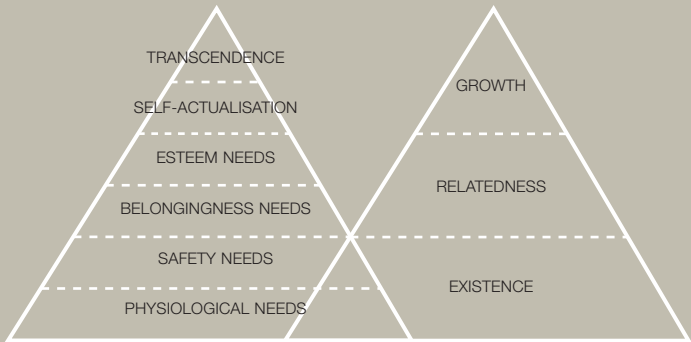 TRANSCENDENCE
SELF-ACTUALISATION
ESTEEM NEEDS
BELONGINGNESS NEEDS
SAFETY NEEDS
PHYSIOLOGICAL NEEDS
GROWTH
RELATEDNESS
EXISTENCE